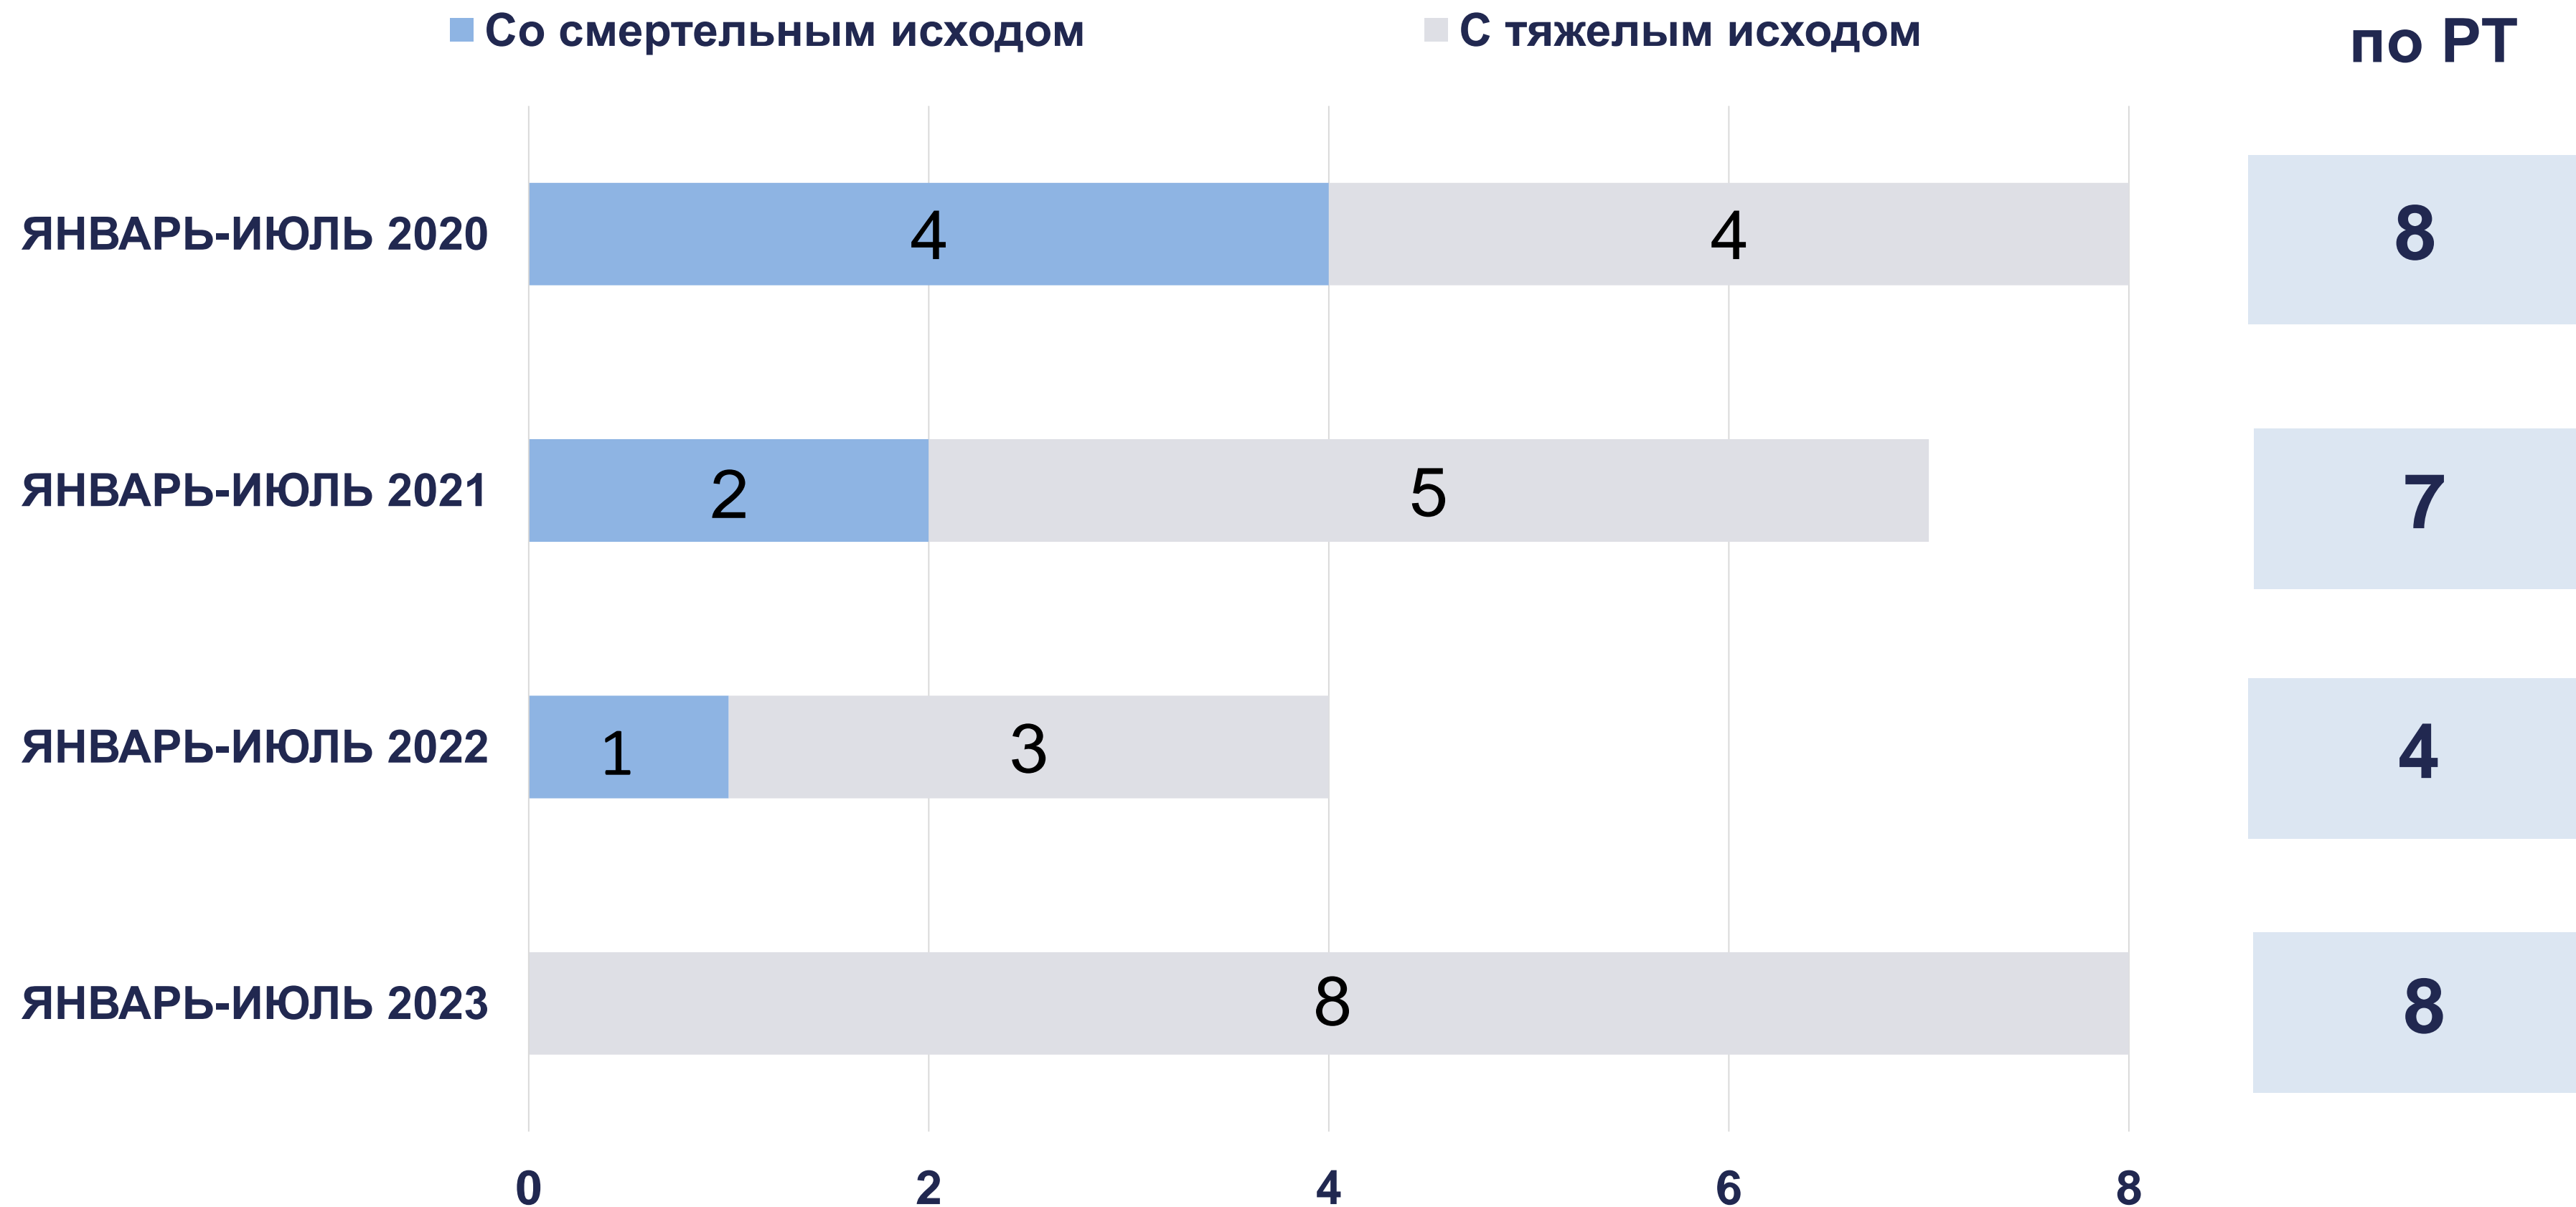 Со смертельным исходом С тяжелым исходом по РТ
ЯНВАРЬ-ИЮЛЬ 2020 4 4 8
ЯНВАРЬ-ИЮЛЬ 2021 2 5 7
ЯНВАРЬ-ИЮЛЬ 2022 1 3 4
ЯНВАРЬ-ИЮЛЬ 2023 8 8
0 2 4 6 8